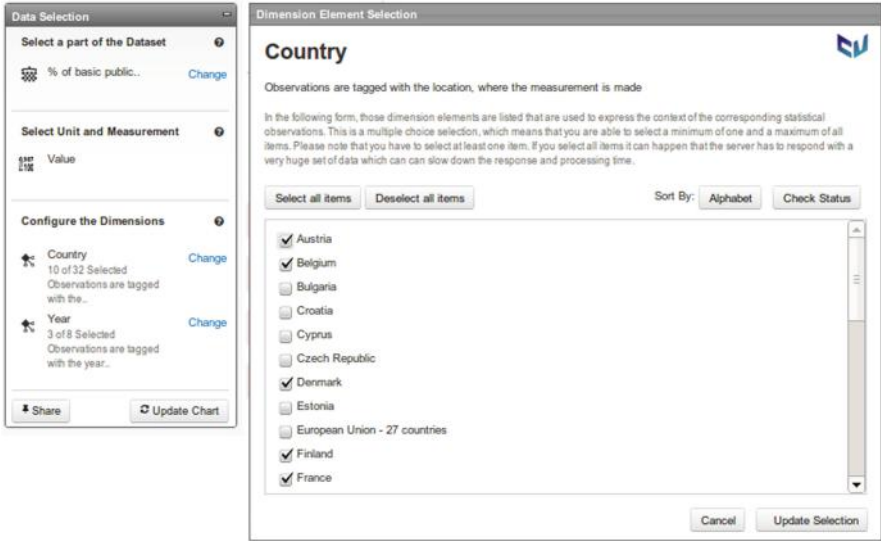 Data Selection
Select a part of the Dataset
% of basic public..
Change
Select Unit and Measurement
Value
Configure the Dimensions
Country
Change
10 of 32 Selected
Observations are tagged
with the..
Year
Change
3 of 8 Selected
Observations are tagged
with the year..
Share
Update Chart
Dimension Element Selection
Country
Observations are tagged with the location, where the measurement is made
In the following form, those dimension elements are listed that are used to express the context of the corresponding statistical
observations. This is a multiple choice selection, which means that you are able to select a minimum of one and a maximum of all
items. Please note that you have to select at least one item. If you select all items it can happen that the server has to respond with a
very huge set of data which can can slow down the response and processing time.
Select all items Deselect all items Sort By: Alphabet Check Status
Austria
Belgium
Bulgaria
Croatia
Cyprus
Czech Republic
Denmark
Estonia
European Union - 27 countries
Finland
France
Cancel Update Selection